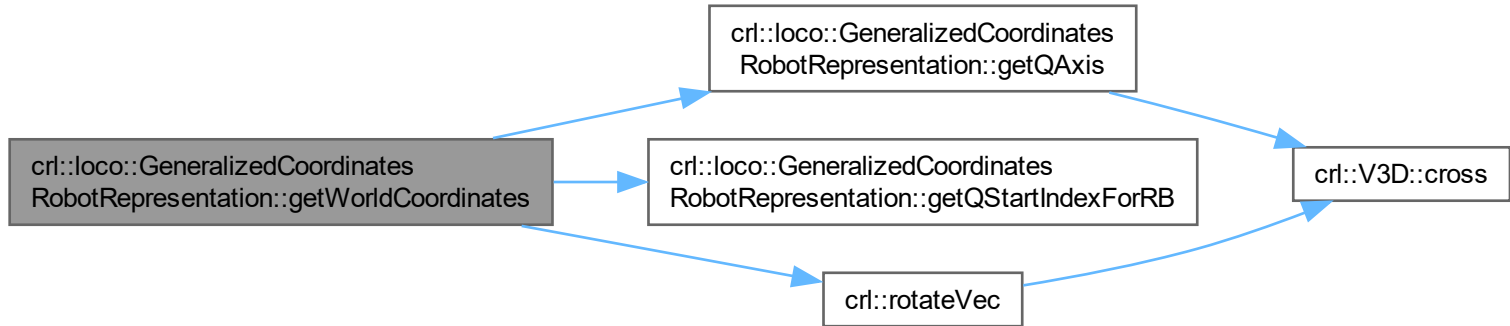 crl::loco::GeneralizedCoordinates
RobotRepresentation::getWorldCoordinates
crl::loco::GeneralizedCoordinates
RobotRepresentation::getQAxis
crl::loco::GeneralizedCoordinates
RobotRepresentation::getQStartIndexForRB
crl::rotateVec
crl::V3D::cross